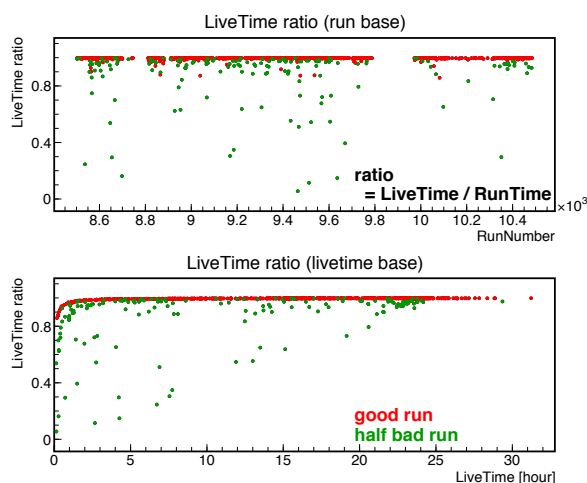 LiveTime ratio (run base)
LiveTime ratio
0.8
0.4
0
ratio
= LiveTime / RunTime
8.6 8.8 9 9.2 9.4 9.6 9.8 10 10.2 10.4
×10³
RunNumber
LiveTime ratio (livetime base)
LiveTime ratio
0.8
0.4
0
good run
half bad run
0 5 10 15 20 25 30
LiveTime [hour]